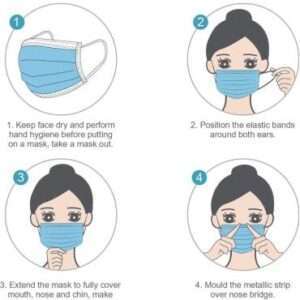 1
2
1. Keep face dry and perform
hand hygiene before putting
on a mask, take a mask out.
2. Position the elastic bands
around both ears.
3
4
3. Extend the mask to fully cover
mouth, nose and chin, make
4. Mould the metallic strip
over nose bridge.